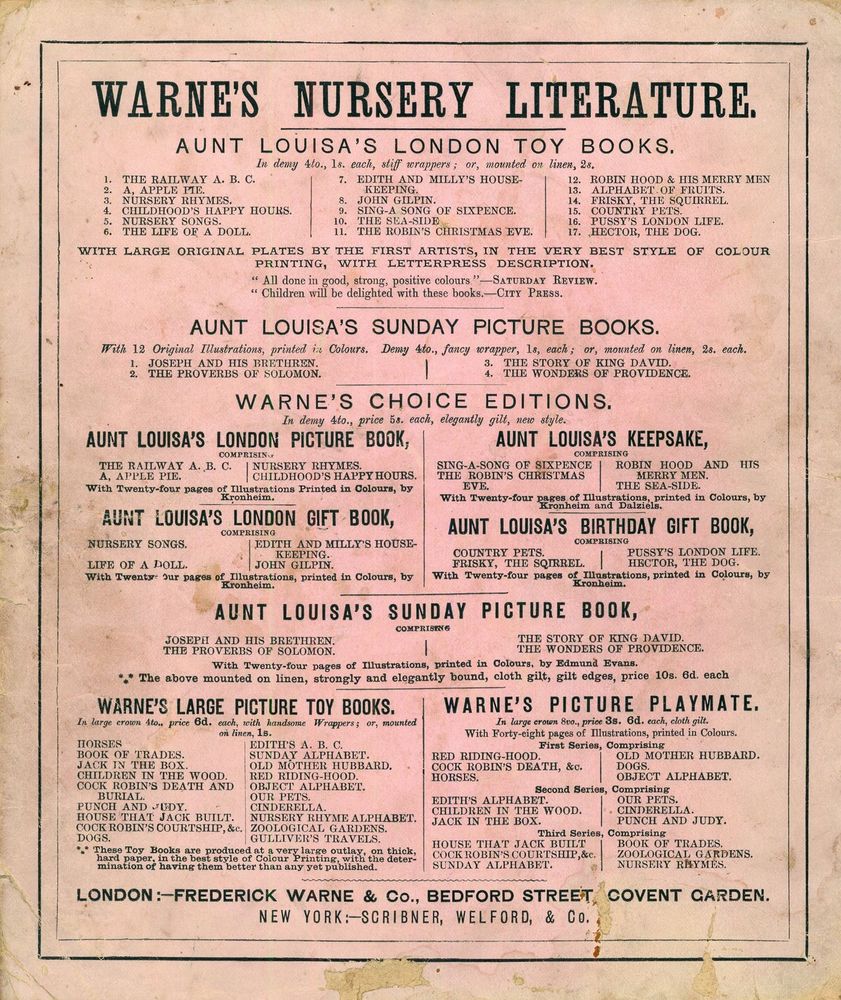 WARNE'S NURSERY LITERATURE.
AUNT LOUISA'S LONDON TOY BOOKS.
In demy 4to., 1s. each, stiff wrappers; or, mounted on linen, 2s.
1. THE RAILWAY A. B. C.
2. A, APPLE PIE.
3. NURSERY RHYMES.
4. CHILDHOOD'S HAPPY HOURS.
5. NURSERY SONGS.
6. THE LIFE OF A DOLL.
7. EDITH AND MILLY'S HOUSE-
KEEPING.
8. JOHN GILPIN.
9. SING-A SONG OF SIXPENCE.
10. THE SEA-SIDE
11. THE ROBIN'S CHRISTMAS EVE.
12. ROBIN HOOD & HIS MERRY MEN
13. ALPHABET OF FRUITS.
14. FRISKY, THE SQUIRREL.
15. COUNTRY PETS.
16. PUSSY'S LONDON LIFE.
17. HECTOR, THE DOG.
WITH LARGE ORIGINAL PLATES BY THE FIRST ARTISTS, IN THE VERY BEST STYLE OF COLOUR
PRINTING, WITH LETTERPRESS DESCRIPTION.
" All done in good, strong, positive colours "—SATURDAY REVIEW.
" Children will be delighted with these books.—CITY PRESS.
AUNT LOUISA'S SUNDAY PICTURE BOOKS.
With 12 Original Illustrations, printed in Colours. Demy 4to., fancy wrapper, 1s, each; or, mounted on linen, 2s. each.
1. JOSEPH AND HIS BRETHREN.
2. THE PROVERBS OF SOLOMON.
3. THE STORY OF KING DAVID.
4. THE WONDERS OF PROVIDENCE.
WARNE'S CHOICE EDITIONS.
In demy 4to., price 5s. each, elegantly gilt, new style.
AUNT LOUISA'S LONDON PICTURE BOOK,
COMPRISING
THE RAILWAY A. B. C.
A, APPLE PIE.
NURSERY RHYMES.
CHILDHOOD'S HAPPY HOURS.
With Twenty-four pages of Illustrations Printed in Colours, by
Kronheim.
AUNT LOUISA'S LONDON GIFT BOOK,
COMPRISING
NURSERY SONGS.
LIFE OF A DOLL.
EDITH AND MILLY'S HOUSE-
KEEPING.
JOHN GILPIN.
With Twenty-four pages of Illustrations, printed in Colours, by
Kronheim.
AUNT LOUISA'S KEEPSAKE,
COMPRISING
SING-A-SONG OF SIXPENCE
THE ROBIN'S CHRISTMAS
EVE.
ROBIN HOOD AND HIS
MERRY MEN.
THE SEA-SIDE.
With Twenty-four pages of Illustrations, printed in Colours, by
Kronheim and Dalziels.
AUNT LOUISA'S BIRTHDAY GIFT BOOK,
COMPRISING
COUNTRY PETS.
FRISKY, THE SQRRREL.
PUSSY'S LONDON LIFE.
HECTOR, THE DOG.
With Twenty-four pages of Illustrations, printed in Colours, by
Kronheim.
AUNT LOUISA'S SUNDAY PICTURE BOOK,
COMPRISING
JOSEPH AND HIS BRETHREN.
THE PROVERBS OF SOLOMON.
THE STORY OF KING DAVID.
THE WONDERS OF PROVIDENCE.
With Twenty-four pages of Illustrations, printed in Colours, by Edmund Evans.
*** The above mounted on linen, strongly and elegantly bound, cloth gilt, gilt edges, price 10s. 6d. each
WARNE'S LARGE PICTURE TOY BOOKS.
In large crown 4to., price 6d. each, with handsome Wrappers; or, mounted
on linen, 1s.
HORSES
BOOK OF TRADES.
JACK IN THE BOX.
CHILDREN IN THE WOOD.
COCK ROBIN'S DEATH AND
BURIAL.
PUNCH AND JUDY.
HOUSE THAT JACK BUILT.
COCK ROBIN'S COURTSHIP, &c.
DOGS.
EDITH'S A. B. C.
SUNDAY ALPHABET.
OLD MOTHER HUBBARD.
RED RIDING-HOOD.
OBJECT ALPHABET.
OUR PETS.
CINDERELLA.
NURSERY RHYME ALPHABET.
ZOOLOGICAL GARDENS.
GULLIVER'S TRAVELS.
*** These Toy Books are produced at a very large outlay, on thick,
hard paper, in the best style of Colour Printing, with the deter-
mination of having them better than any yet published.
WARNE'S PICTURE PLAYMATE.
In large crown 8vo., price 3s. 6d. each, cloth gilt.
With Forty-eight pages of Illustrations, printed in Colours.
First Series, Comprising
RED RIDING-HOOD.
COCK ROBIN'S DEATH, &c.
HORSES.
OLD MOTHER HUBBARD.
DOGS.
OBJECT ALPHABET.
Second Series, Comprising
EDITH'S ALPHABET.
CHILDREN IN THE WOOD.
JACK IN THE BOX.
OUR PETS.
CINDERELLA.
PUNCH AND JUDY.
Third Series, Comprising
HOUSE THAT JACK BUILT
COCK ROBIN'S COURTSHIP, &c.
SUNDAY ALPHABET.
BOOK OF TRADES.
ZOOLOGICAL GARDENS.
NURSERY RHYMES.
LONDON:—FREDERICK WARNE & Co., BEDFORD STREET, COVENT GARDEN.
NEW YORK:—SCRIBNER, WELFORD, & Co.